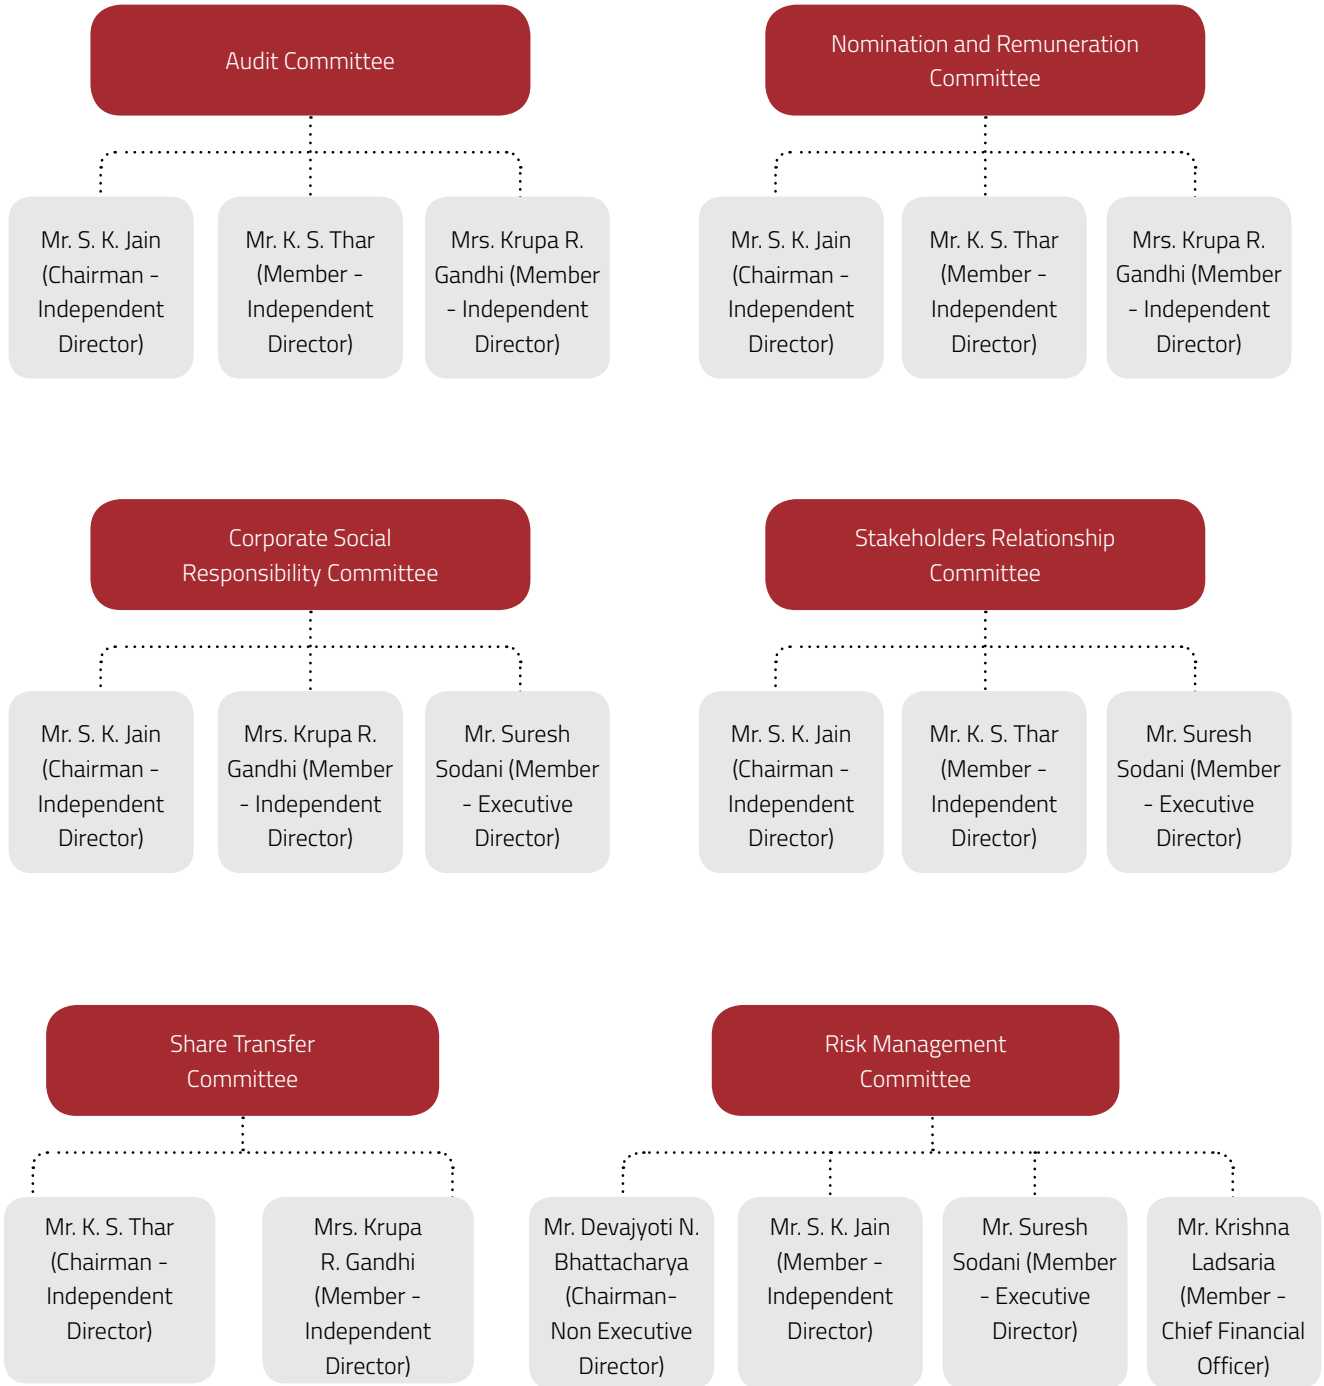 Audit Committee
Mr. S. K. Jain
(Chairman -
Independent
Director)
Mr. K. S. Thar
(Member -
Independent
Director)
Mrs. Krupa R.
Gandhi (Member
- Independent
Director)
Nomination and Remuneration
Committee
Mr. S. K. Jain
(Chairman -
Independent
Director)
Mr. K. S. Thar
(Member -
Independent
Director)
Mrs. Krupa R.
Gandhi (Member
- Independent
Director)
Corporate Social
Responsibility Committee
Mr. S. K. Jain
(Chairman -
Independent
Director)
Mrs. Krupa R.
Gandhi (Member
- Independent
Director)
Mr. Suresh
Sodani (Member
- Executive
Director)
Stakeholders Relationship
Committee
Mr. S. K. Jain
(Chairman -
Independent
Director)
Mr. K. S. Thar
(Member -
Independent
Director)
Mr. Suresh
Sodani (Member
- Executive
Director)
Share Transfer
Committee
Mr. K. S. Thar
(Chairman -
Independent
Director)
Mrs. Krupa
R. Gandhi
(Member -
Independent
Director)
Risk Management
Committee
Mr. Devajyoti N.
Bhattacharya
(Chairman-
Non Executive
Director)
Mr. S. K. Jain
(Member -
Independent
Director)
Mr. Suresh
Sodani (Member
- Executive
Director)
Mr. Krishna
Ladsaria
(Member -
Chief Financial
Officer)